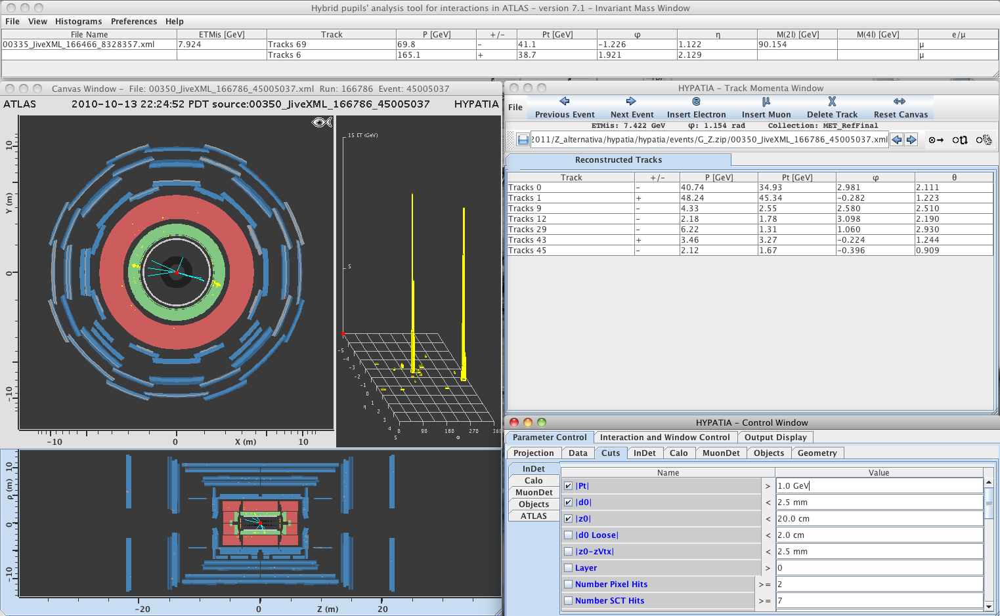 Hybrid pupils' analysis tool for interactions in ATLAS – version 7.1 – Invariant Mass Window
File View Histograms Preferences Help
File Name ETMis [GeV] Track P [GeV] +/– Pt [GeV] φ η M(2l) [GeV] M(4l) [GeV] e/μ
00335_JiveXML_166466_8328357.xml 7.924 Tracks 69 69.8 – 41.1 –1.226 1.122 90.154 μ
Tracks 6 165.1 + 38.7 1.921 2.129 μ
Canvas Window – File: 00350_JiveXML_166786_45005037.xml Run: 166786 Event: 45005037
ATLAS 2010-10-13 22:24:52 PDT source:00350_JiveXML_166786_45005037 HYPATIA
10
Y (m)
0
-10
-10 0 X (m) 10
15 ET (GeV)
5
-5
-4
-3
-2
-1
0
η 1
2
3
4
5
0 90 180 270 360
Φ
10
ρ (m)
0
-10
-20 0 Z (m) 20
HYPATIA – Track Momenta Window
File Previous Event Next Event Insert Electron Insert Muon Delete Track Reset Canvas
ETMis: 7.422 GeV φ: 1.154 rad Collection: MET_RefFinal
2011/Z_alternativa/hypatia/hypatia/events/G_Z.zip/00350_JiveXML_166786_45005037.xml
Reconstructed Tracks
Track +/– P [GeV] Pt [GeV] φ θ
Tracks 0 – 40.74 34.93 2.981 2.111
Tracks 1 + 48.24 45.34 –0.282 1.223
Tracks 9 – 4.33 2.55 2.580 2.510
Tracks 12 – 2.18 1.78 3.098 2.190
Tracks 29 – 6.22 1.31 1.060 2.930
Tracks 43 + 3.46 3.27 –0.224 1.244
Tracks 45 – 2.12 1.67 –0.396 0.909
HYPATIA – Control Window
Parameter Control Interaction and Window Control Output Display
Projection Data Cuts InDet Calo MuonDet Objects Geometry
InDet
Calo
MuonDet
Objects
ATLAS
Name Value
|Pt| > 1.0 GeV
|d0| < 2.5 mm
|z0| < 20.0 cm
|d0 Loose| < 2.0 cm
|z0-zVtx| < 2.5 mm
Layer > 0
Number Pixel Hits >= 2
Number SCT Hits >= 7